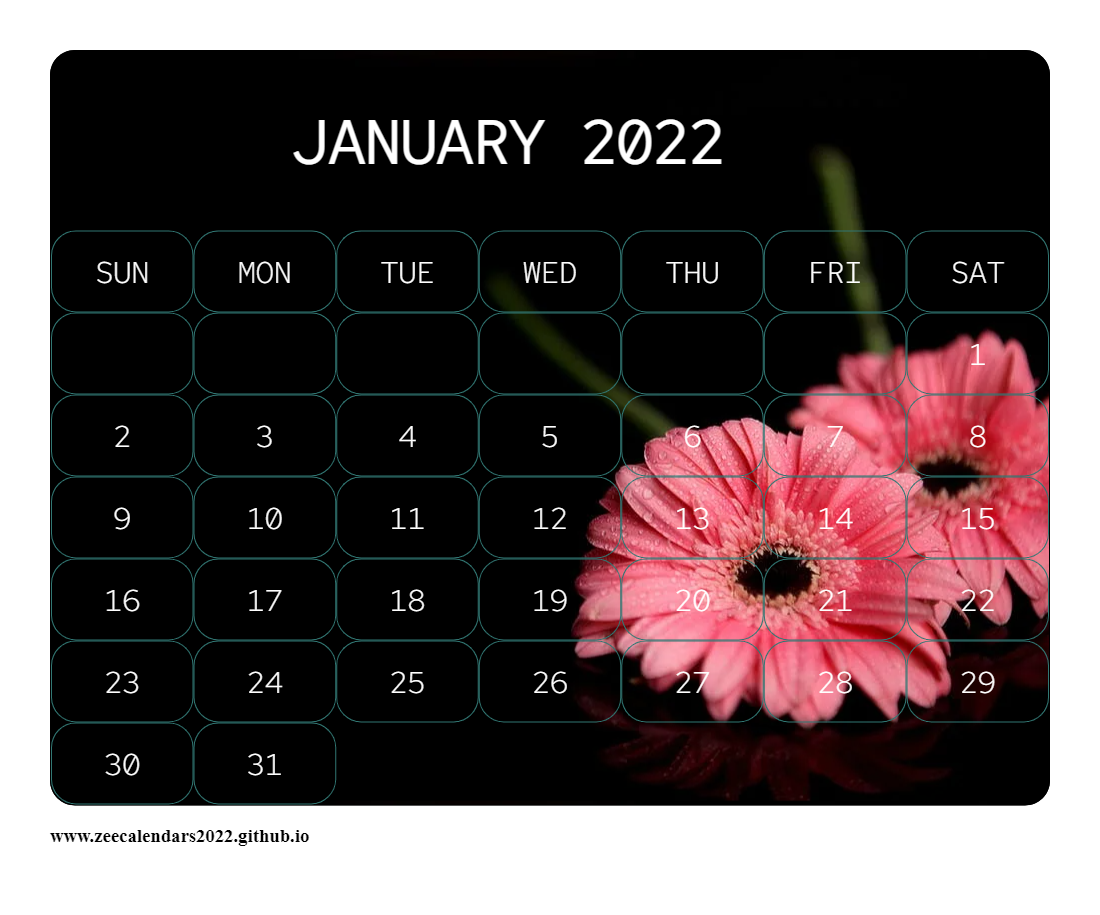 JANUARY 2022
SUN MON TUE WED THU FRI SAT
1
2 3 4 5 6 7 8
9 10 11 12 13 14 15
16 17 18 19 20 21 22
23 24 25 26 27 28 29
30 31
www.zeecalendars2022.github.io